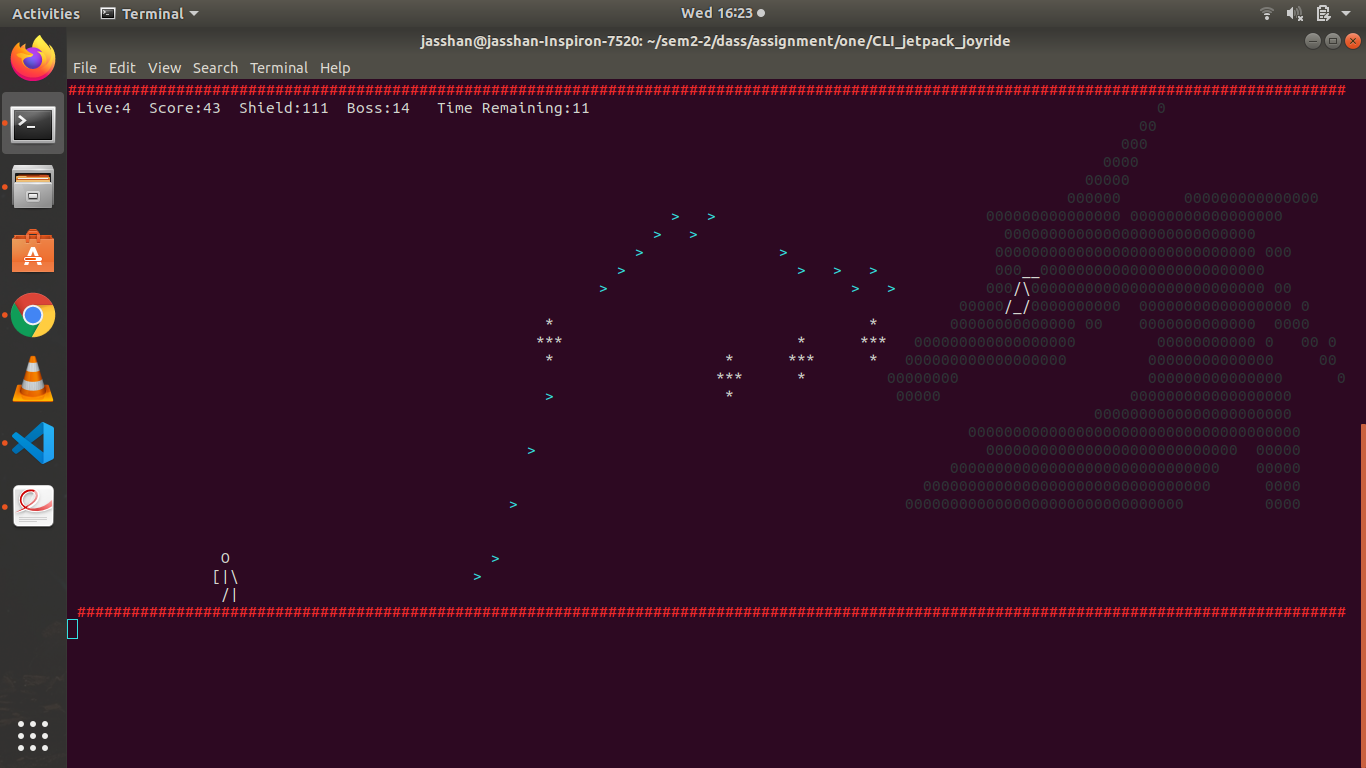 Activities Terminal Wed 16:23
jasshan@jasshan-Inspiron-7520: ~/sem2-2/dass/assignment/one/CLI_jetpack_joyride
File Edit View Search Terminal Help
Live:4 Score:43 Shield:111 Boss:14 Time Remaining:11